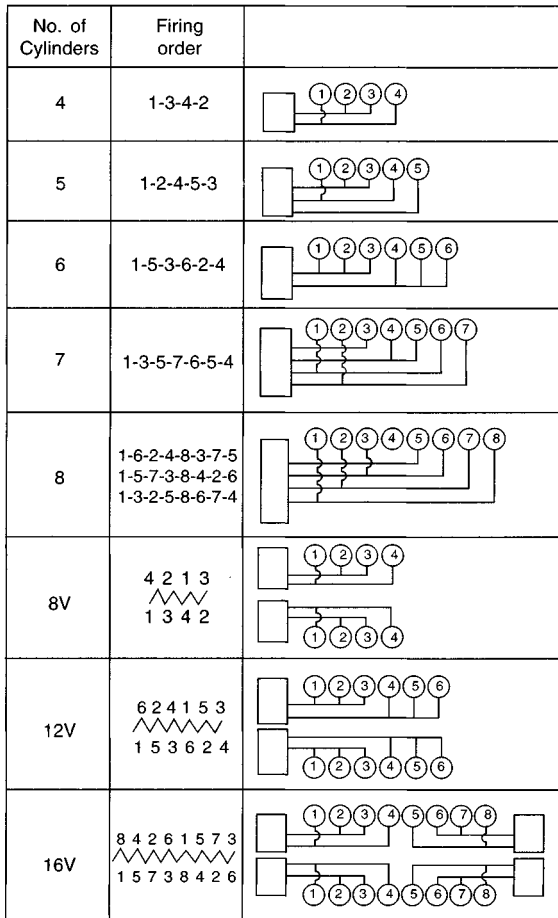 No. of
Cylinders
Firing
order
4
1-3-4-2
1 2 3 4
5
1-2-4-5-3
1 2 3 4 5
6
1-5-3-6-2-4
1 2 3 4 5 6
7
1-3-5-7-6-5-4
1 2 3 4 5 6 7
8
1-6-2-4-8-3-7-5
1-5-7-3-8-4-2-6
1-3-2-5-8-6-7-4
1 2 3 4 5 6 7 8
8V
4 2 1 3
1 3 4 2
1 2 3 4
1 2 3 4
12V
6 2 4 1 5 3
1 5 3 6 2 4
1 2 3 4 5 6
1 2 3 4 5 6
16V
8 4 2 6 1 5 7 3
1 5 7 3 8 4 2 6
1 2 3 4 5 6 7 8
1 2 3 4 5 6 7 8